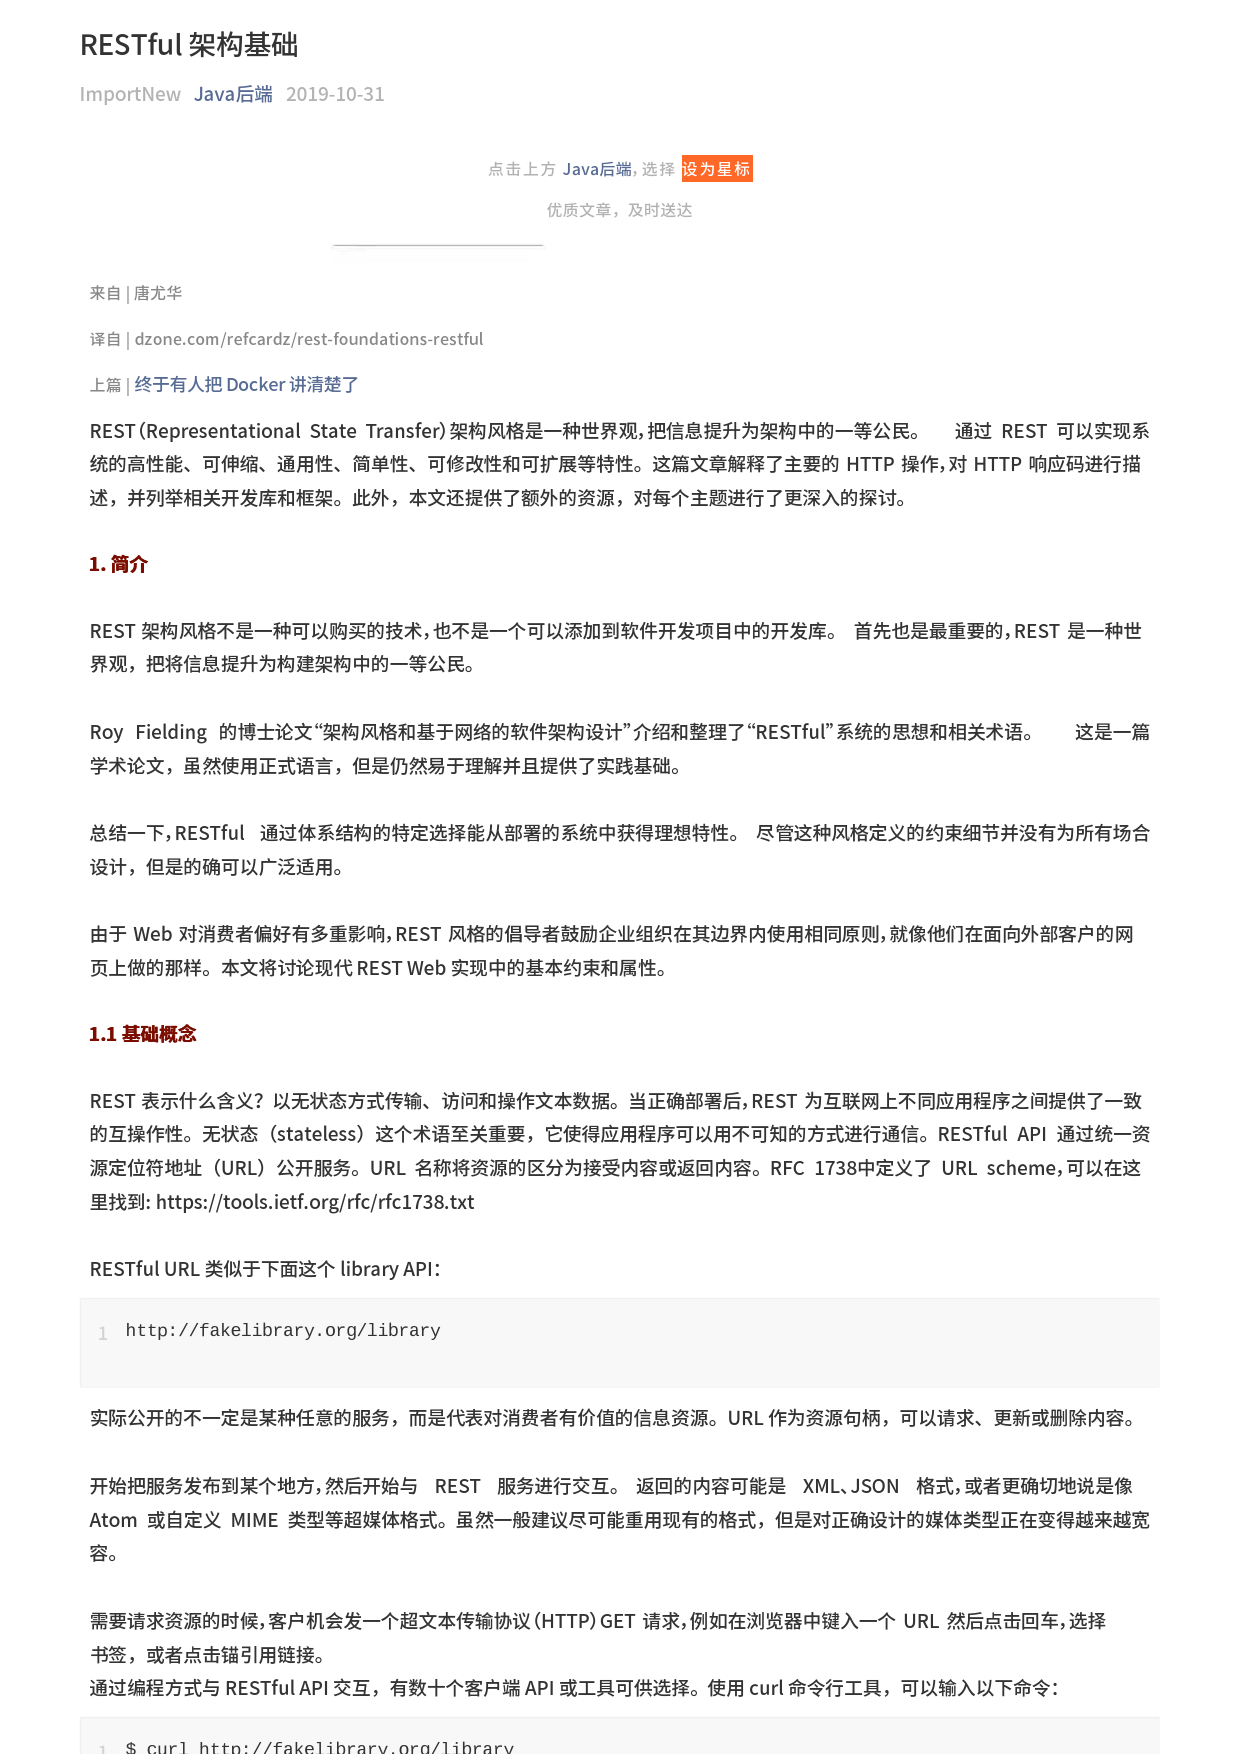 RESTful 架构基础
ImportNew Java后端 2019-10-31
点击上方 Java后端, 选择 设为星标
优质文章，及时送达
来自 | 唐尤华
译自 | dzone.com/refcardz/rest-foundations-restful
上篇 | 终于有人把 Docker 讲清楚了
REST（Representational State Transfer）架构风格是一种世界观，把信息提升为架构中的一等公民。 通过 REST 可以实现系
统的高性能、可伸缩、通用性、简单性、可修改性和可扩展等特性。这篇文章解释了主要的 HTTP 操作，对 HTTP 响应码进行描
述，并列举相关开发库和框架。此外，本文还提供了额外的资源，对每个主题进行了更深入的探讨。
1. 简介
REST 架构风格不是一种可以购买的技术，也不是一个可以添加到软件开发项目中的开发库。 首先也是最重要的，REST 是一种世
界观，把将信息提升为构建架构中的一等公民。
Roy Fielding 的博士论文“架构风格和基于网络的软件架构设计”介绍和整理了“RESTful”系统的思想和相关术语。 这是一篇
学术论文，虽然使用正式语言，但是仍然易于理解并且提供了实践基础。
总结一下，RESTful 通过体系结构的特定选择能从部署的系统中获得理想特性。 尽管这种风格定义的约束细节并没有为所有场合
设计，但是的确可以广泛适用。
由于 Web 对消费者偏好有多重影响，REST 风格的倡导者鼓励企业组织在其边界内使用相同原则，就像他们在面向外部客户的网
页上做的那样。本文将讨论现代 REST Web 实现中的基本约束和属性。
1.1 基础概念
REST 表示什么含义？以无状态方式传输、访问和操作文本数据。当正确部署后，REST 为互联网上不同应用程序之间提供了一致
的互操作性。无状态（stateless）这个术语至关重要，它使得应用程序可以用不可知的方式进行通信。RESTful API 通过统一资
源定位符地址（URL）公开服务。URL 名称将资源的区分为接受内容或返回内容。RFC 1738中定义了 URL scheme，可以在这
里找到: https://tools.ietf.org/rfc/rfc1738.txt
RESTful URL 类似于下面这个 library API：
1 http://fakelibrary.org/library
实际公开的不一定是某种任意的服务，而是代表对消费者有价值的信息资源。URL 作为资源句柄，可以请求、更新或删除内容。
开始把服务发布到某个地方，然后开始与 REST 服务进行交互。 返回的内容可能是 XML、JSON 格式，或者更确切地说是像
Atom 或自定义 MIME 类型等超媒体格式。虽然一般建议尽可能重用现有的格式，但是对正确设计的媒体类型正在变得越来越宽
容。
需要请求资源的时候，客户机会发一个超文本传输协议（HTTP）GET 请求，例如在浏览器中键入一个 URL 然后点击回车，选择
书签，或者点击锚引用链接。
通过编程方式与 RESTful API 交互，有数十个客户端 API 或工具可供选择。使用 curl 命令行工具，可以输入以下命令：
1 $ curl http://fakelibrary.org/library